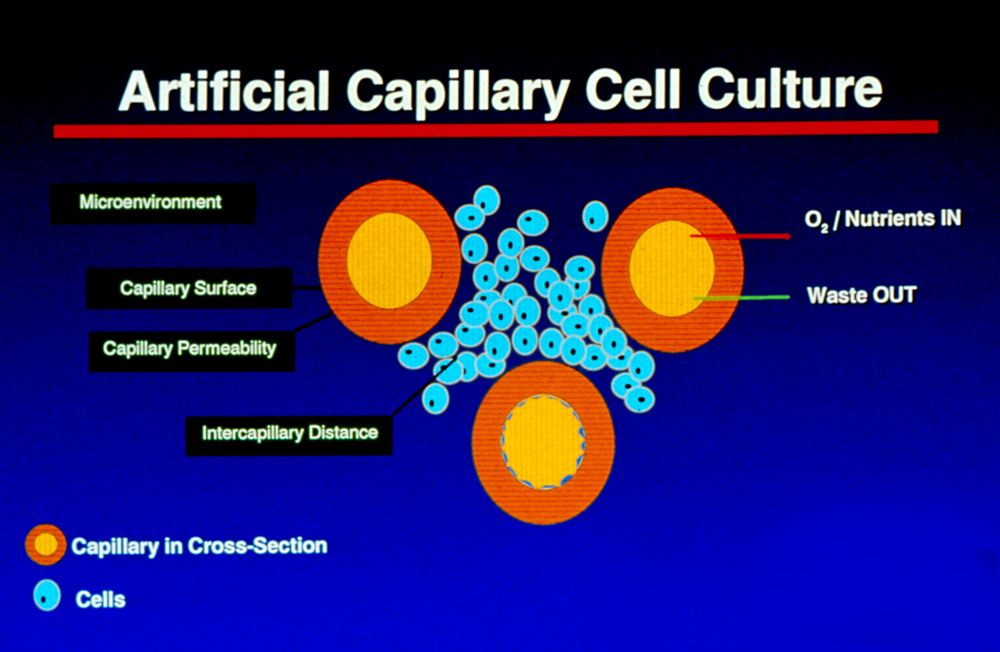 Artificial Capillary Cell Culture
Microenvironment
O₂ / Nutrients IN
Capillary Surface
Waste OUT
Capillary Permeability
Intercapillary Distance
Capillary in Cross-Section
Cells